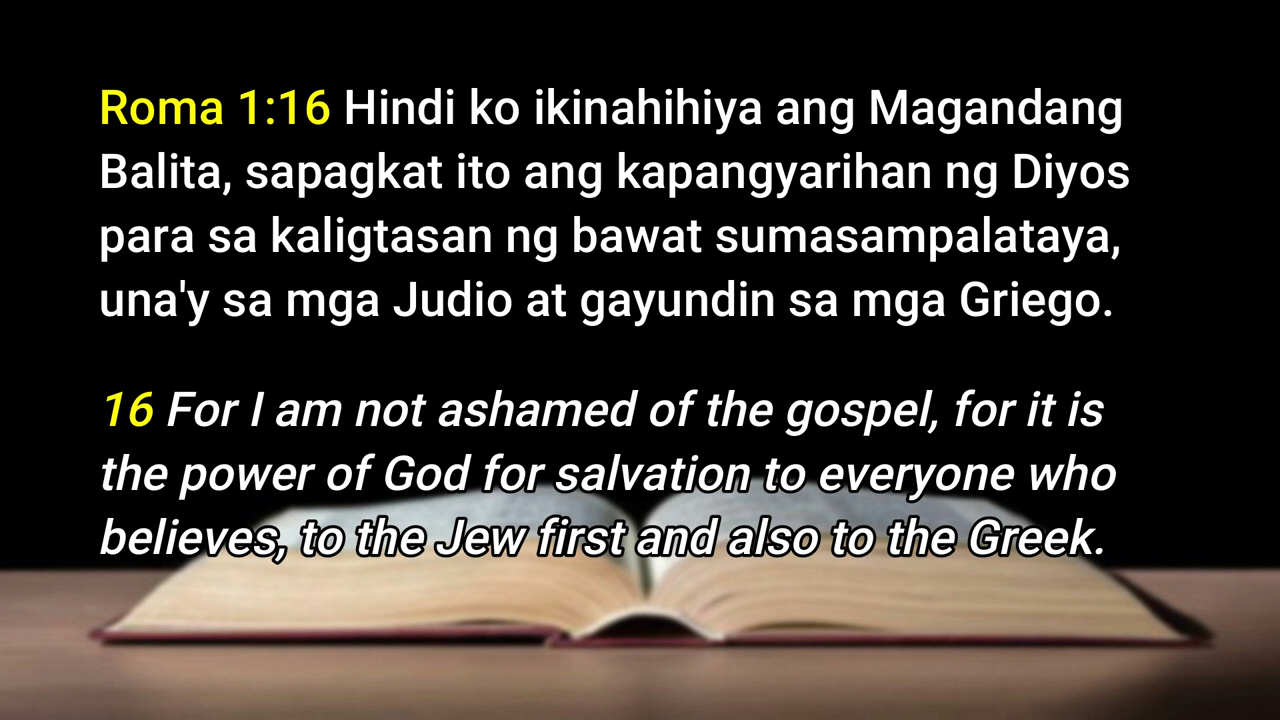 Roma 1:16 Hindi ko ikinahihiya ang Magandang
Balita, sapagkat ito ang kapangyarihan ng Diyos
para sa kaligtasan ng bawat sumasampalataya,
una'y sa mga Judio at gayundin sa mga Griego.
16 For I am not ashamed of the gospel, for it is
the power of God for salvation to everyone who
believes, to the Jew first and also to the Greek.